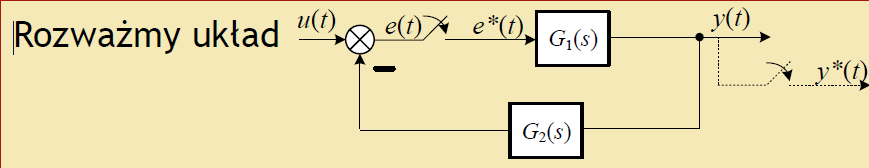 Rozważmy układ
u(t) e(t) e*(t) G₁(s) y(t)
y*(t)
G₂(s)